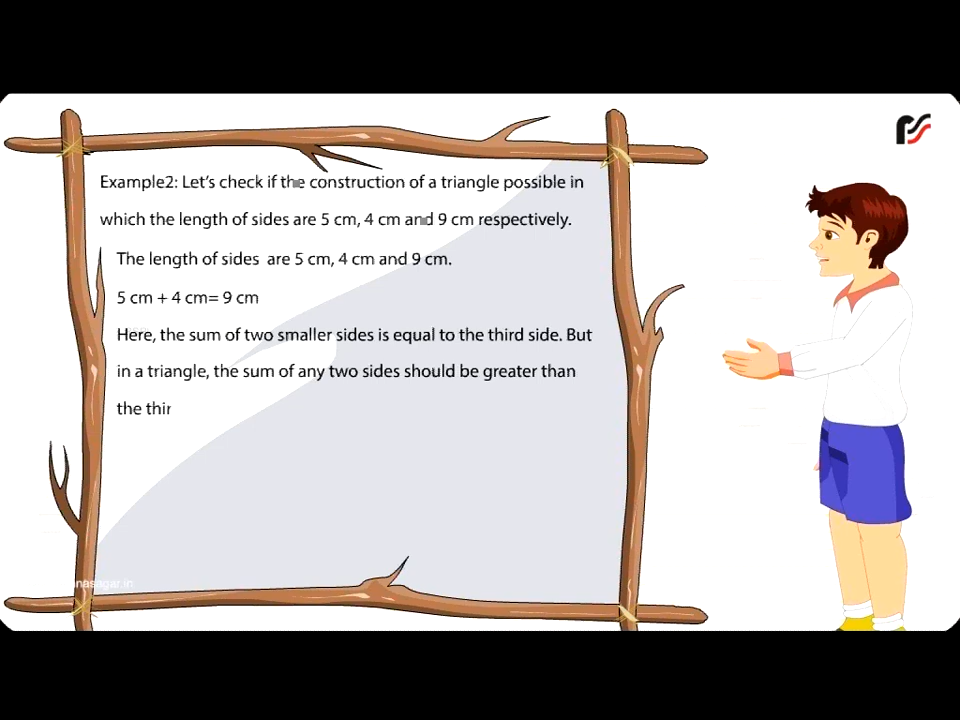 Example2: Let's check if the construction of a triangle possible in
which the length of sides are 5 cm, 4 cm and 9 cm respectively.
The length of sides are 5 cm, 4 cm and 9 cm.
5 cm + 4 cm= 9 cm
Here, the sum of two smaller sides is equal to the third side. But
in a triangle, the sum of any two sides should be greater than
the thir